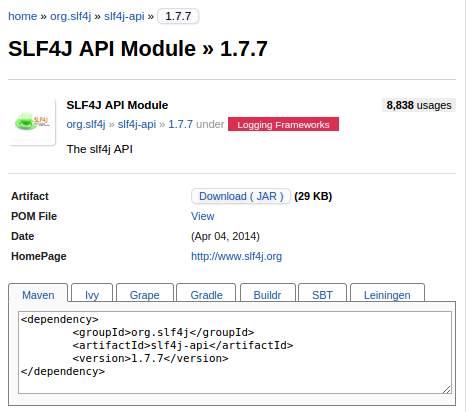 home » org.slf4j » slf4j-api » 1.7.7
SLF4J API Module » 1.7.7
SLF4J
SLF4J API Module
8,838 usages
org.slf4j » slf4j-api » 1.7.7 under Logging Frameworks
The slf4j API
Artifact Download ( JAR ) (29 KB)
POM File View
Date (Apr 04, 2014)
HomePage http://www.slf4j.org
Maven Ivy Grape Gradle Buildr SBT Leiningen
<dependency>
	<groupId>org.slf4j</groupId>
	<artifactId>slf4j-api</artifactId>
	<version>1.7.7</version>
</dependency>